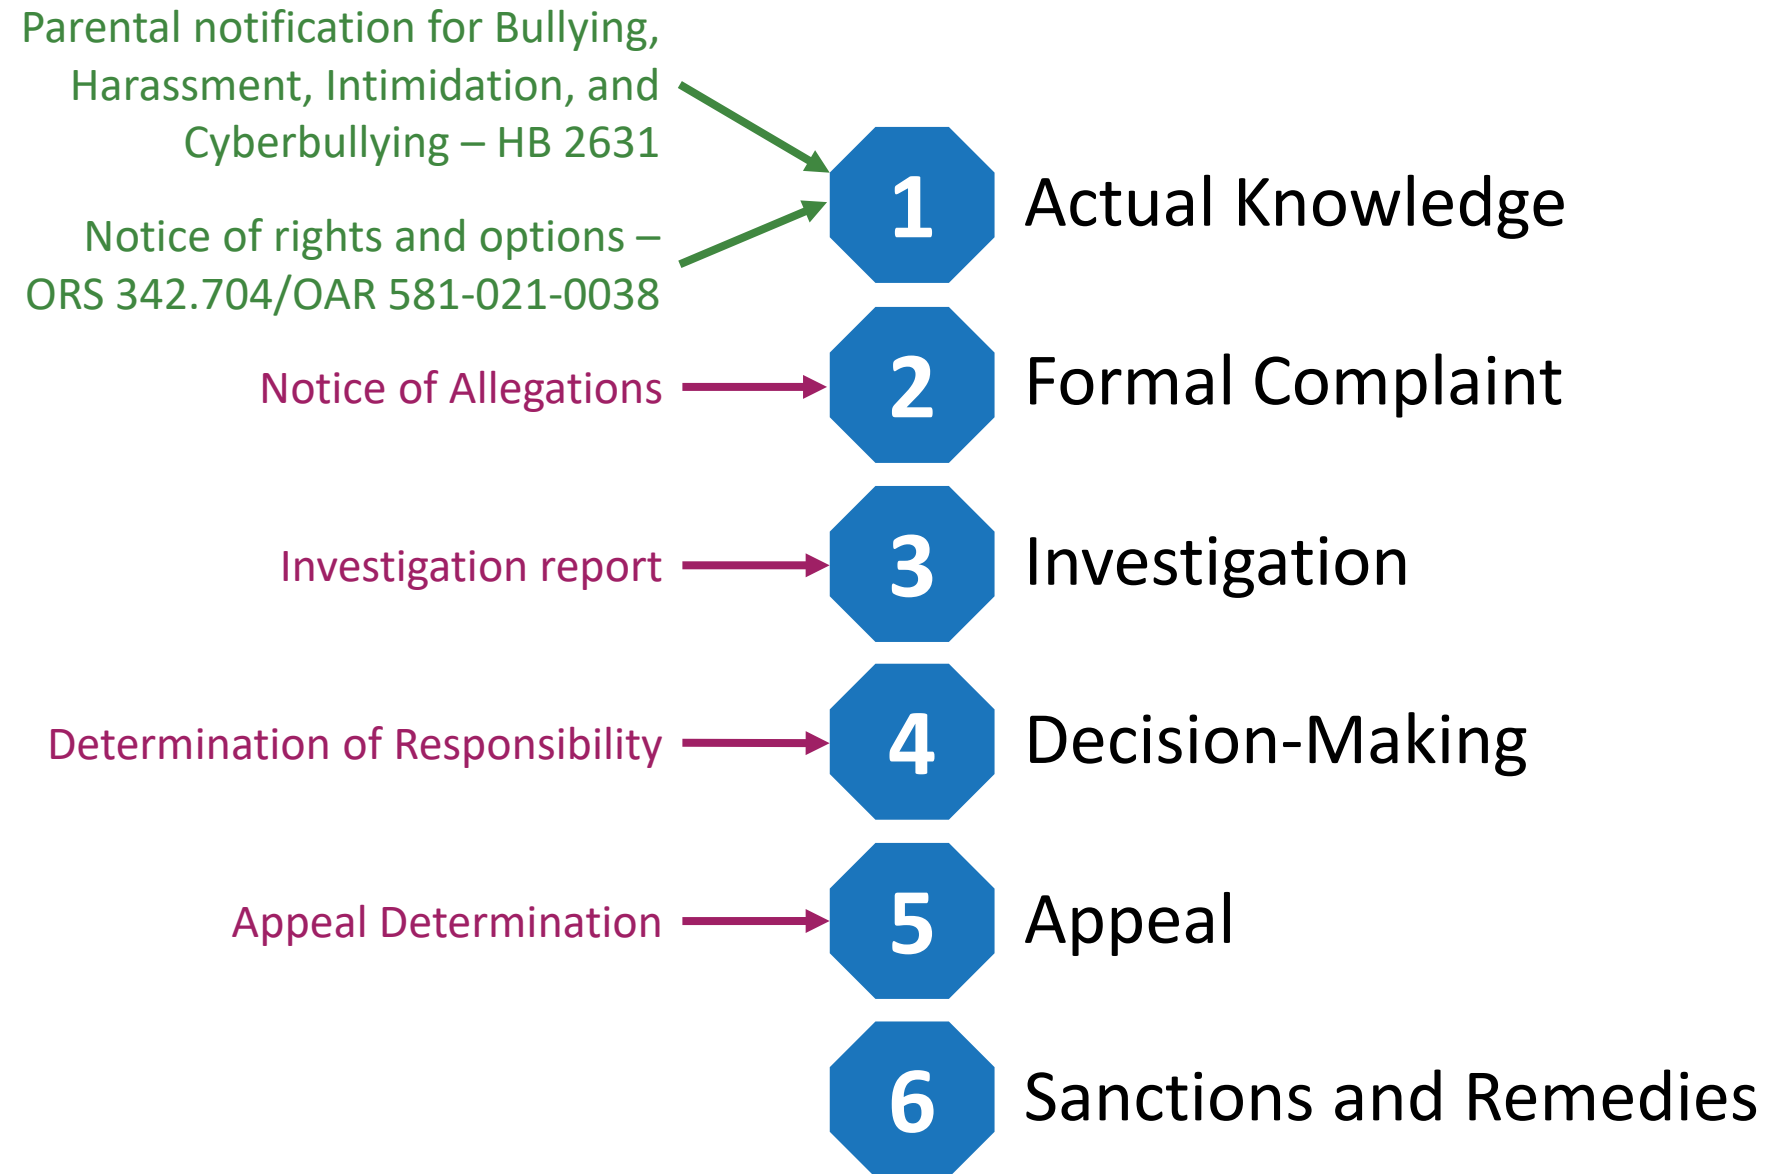 Parental notification for Bullying,
Harassment, Intimidation, and
Cyberbullying – HB 2631
Notice of rights and options –
ORS 342.704/OAR 581-021-0038
1 Actual Knowledge
Notice of Allegations
2 Formal Complaint
Investigation report
3 Investigation
Determination of Responsibility
4 Decision-Making
Appeal Determination
5 Appeal
6 Sanctions and Remedies